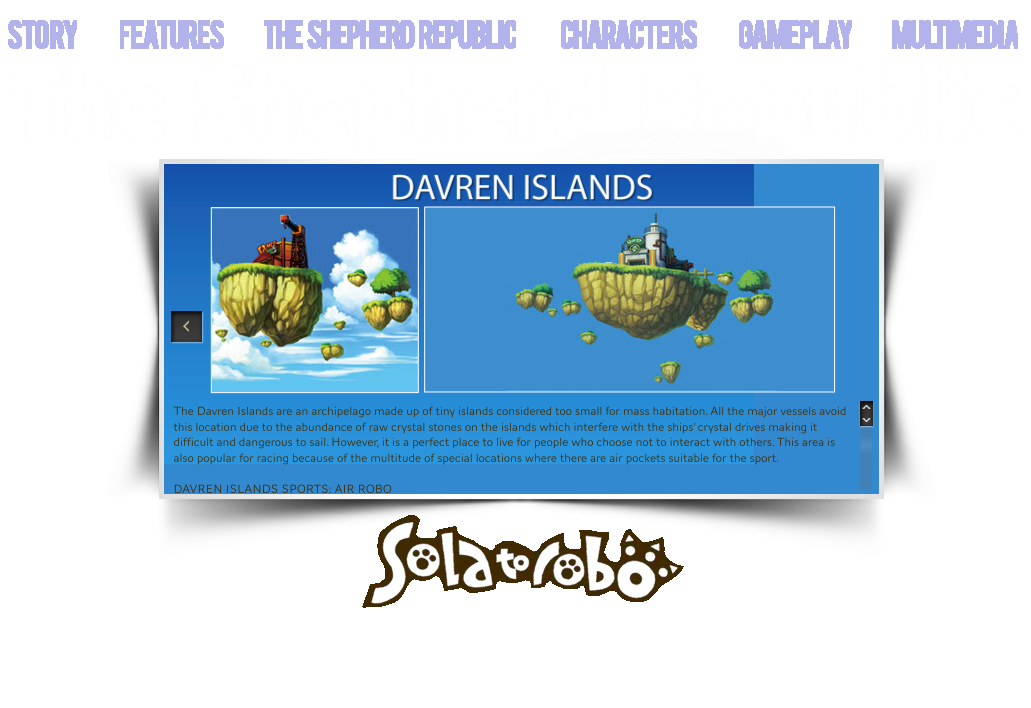 STORY FEATURES THE SHEPHERD REPUBLIC CHARACTERS GAMEPLAY MULTIMEDIA
DAVREN ISLANDS
The Davren Islands are an archipelago made up of tiny islands considered too small for mass habitation. All the major vessels avoid
this location due to the abundance of raw crystal stones on the islands which interfere with the ships' crystal drives making it
difficult and dangerous to sail. However, it is a perfect place to live for people who choose not to interact with others. This area is
also popular for racing because of the multitude of special locations where there are air pockets suitable for the sport.
DAVREN ISLANDS SPORTS: AIR ROBO
Solatorobo